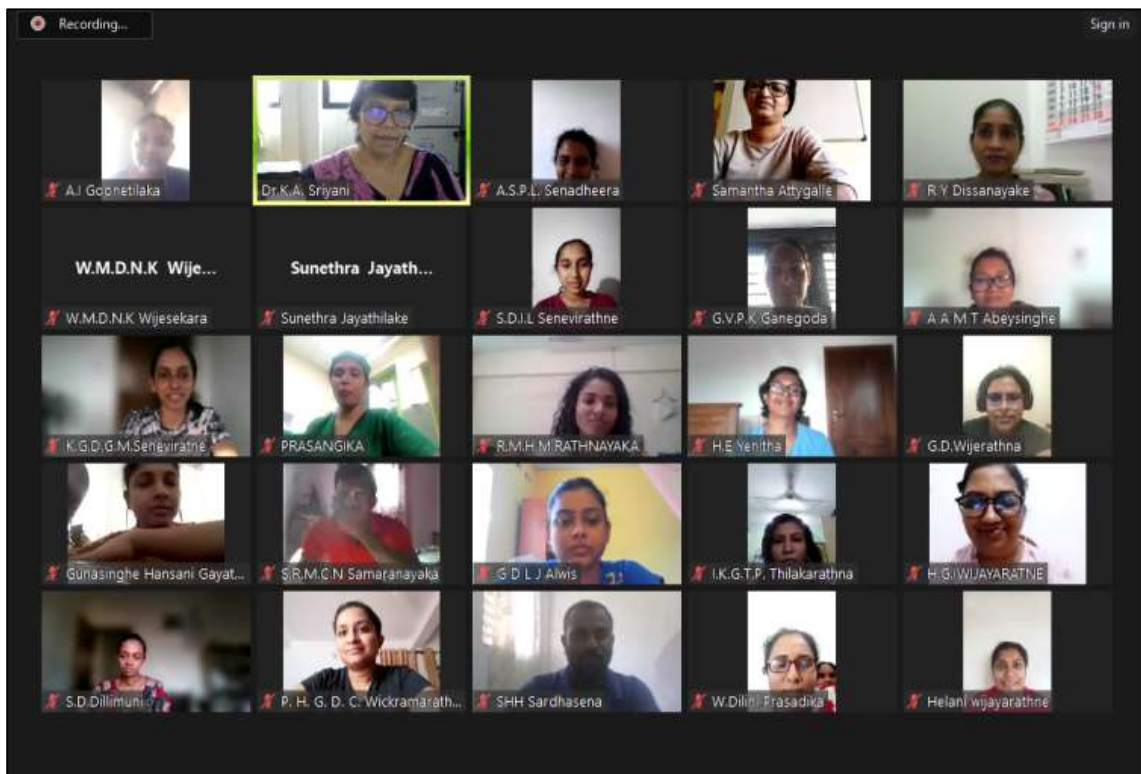 Recording...
Sign in
A.I Goonetilaka
Dr.K.A. Sriyani
A.S.P.L. Senadheera
Samantha Attygalle
R Y Dissanayake
W.M.D.N.K Wije...
W.M.D.N.K Wijesekara
Sunethra Jayath...
Sunethra Jayathilake
S.D.I.L Senevirathne
G.V.P.K Ganegoda
A A M T Abeysinghe
K.G.D.G.M.Seneviratne
PRASANGIKA
R.M.H.M RATHNAYAKA
H.E Yenitha
G.D.Wijerathna
Gunasinghe Hansani Gayat...
S.R.M.C.N Samaranayaka
G D L J Alwis
I.K.G.T.P. Thilakarathna
H.G.IWIJAYARATNE
S.D.Dillimuni
P. H. G. D. C. Wickramarath...
SHH Sardhasena
W.Dilini Prasadika
Helani wijayarathne